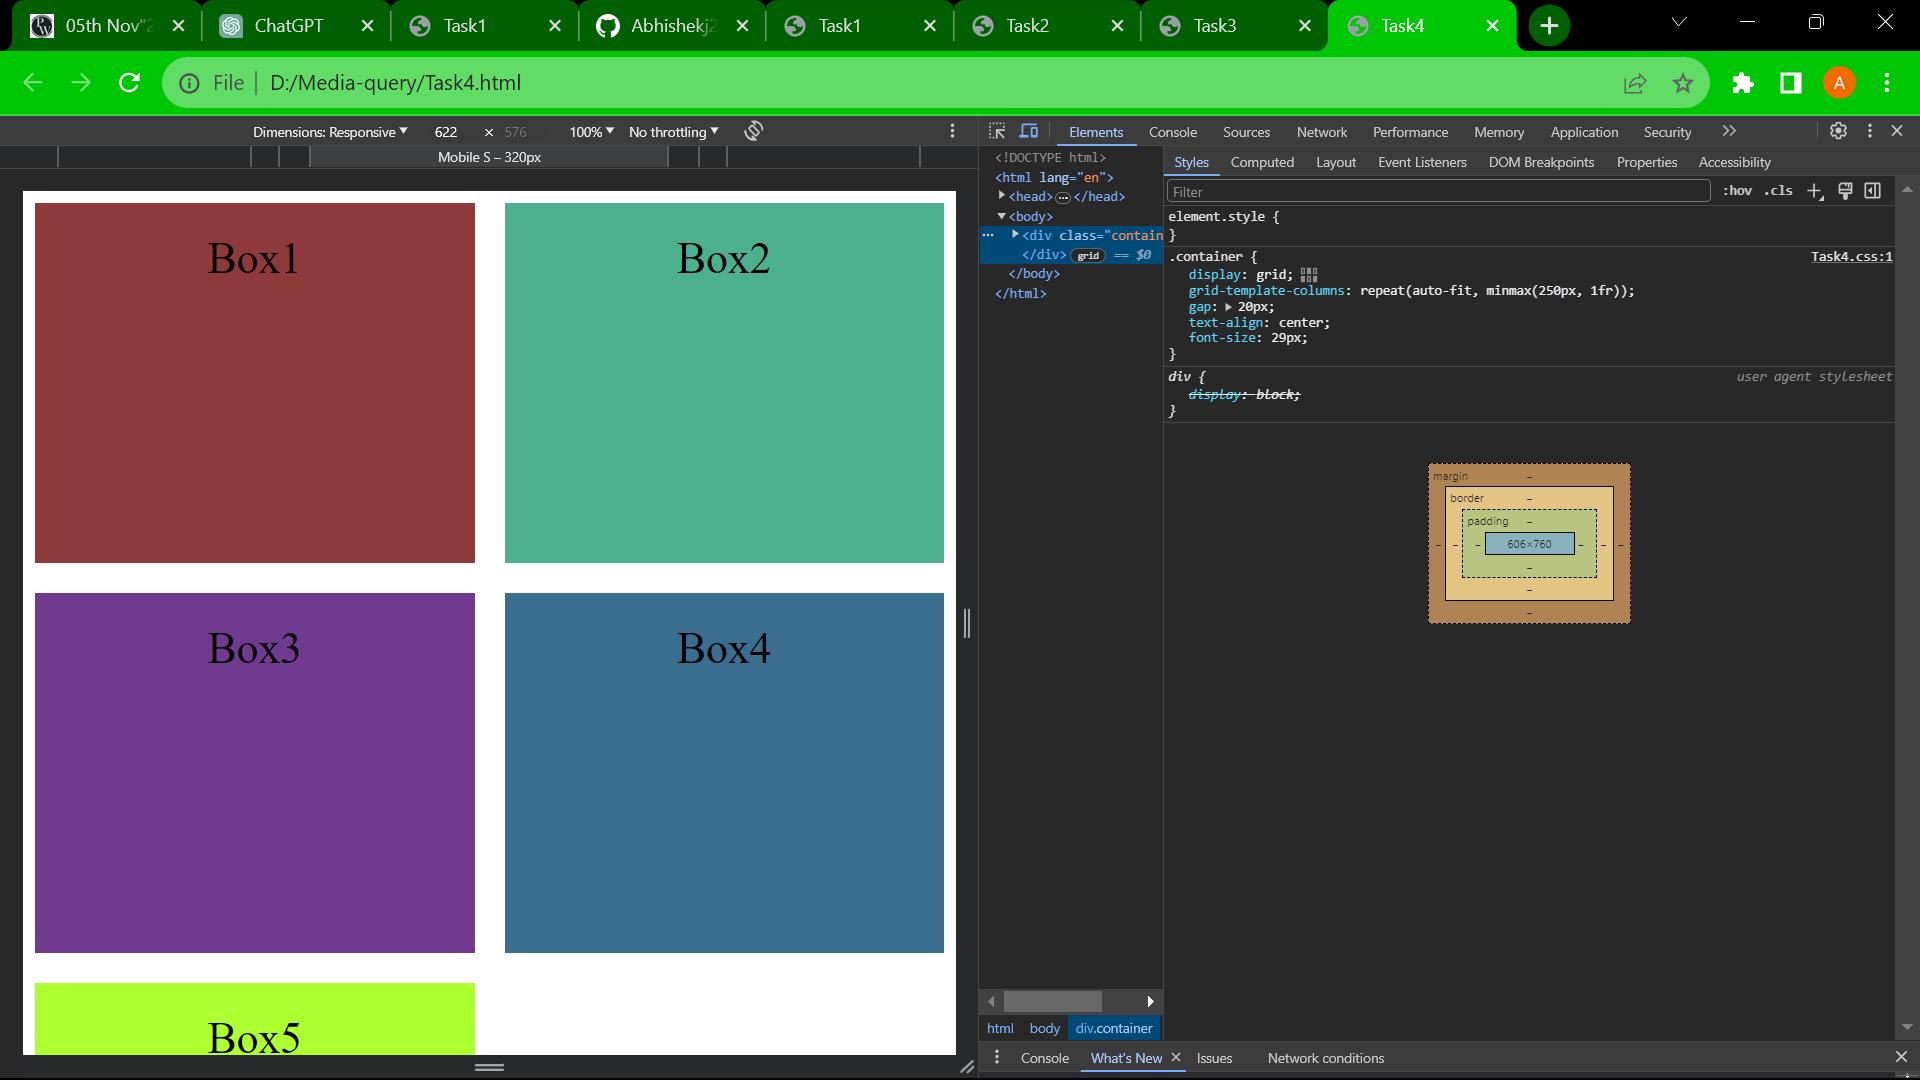 05th Nov"2 ChatGPT Task1 Abhishekj2 Task1 Task2 Task3 Task4
File D:/Media-query/Task4.html A
Dimensions: Responsive 622 × 576 100% No throttling
Mobile S – 320px
Box1 Box2
Box3 Box4
Box5
Elements Console Sources Network Performance Memory Application Security
<!DOCTYPE html>
<html lang="en">
<head>…</head>
<body>
<div class="contain
</div> grid == $0
</body>
</html>
html body div.container
Styles Computed Layout Event Listeners DOM Breakpoints Properties Accessibility
Filter :hov .cls
element.style {
}
.container { Task4.css:1
display: grid;
grid-template-columns: repeat(auto-fit, minmax(250px, 1fr));
gap: 20px;
text-align: center;
font-size: 29px;
}
div { user agent stylesheet
display: block;
}
margin –
border –
padding –
– – – 606×760 – – –
–
–
–
Console What's New Issues Network conditions